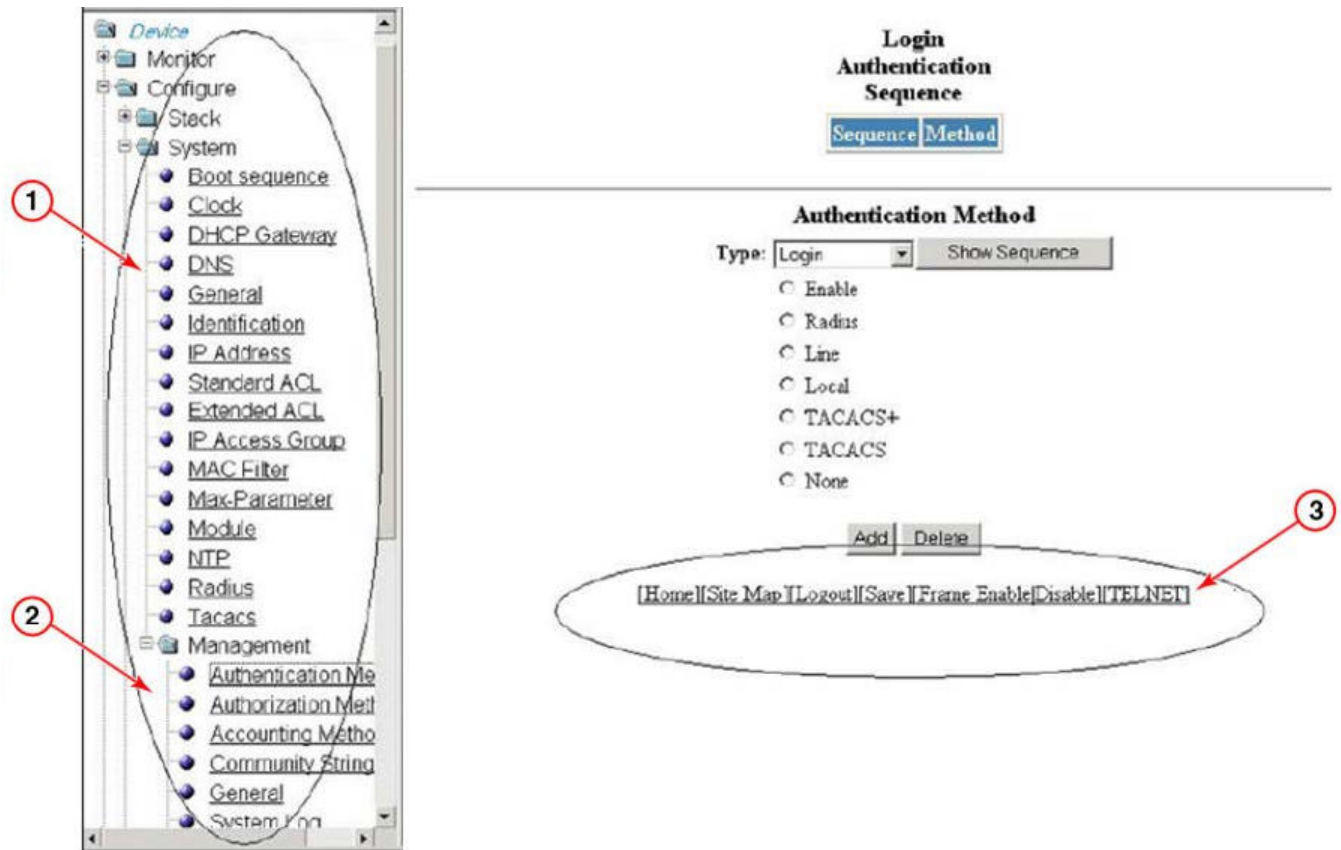 Device
Monitor
Configure
Stack
System
Boot sequence
Clock
DHCP Gateway
DNS
General
Identification
IP Address
Standard ACL
Extended ACL
IP Access Group
MAC Filter
Max-Parameter
Module
NTP
Radius
Tacacs
Management
Authentication Me
Authorization Meth
Accounting Metho
Community String
General
System Log
1
2
Login
Authentication
Sequence
Sequence Method
Authentication Method
Type: Login Show Sequence
Enable
Radius
Line
Local
TACACS+
TACACS
None
Add Delete
3
[Home][Site Map][Logout][Save][Frame Enable|Disable][TELNET]